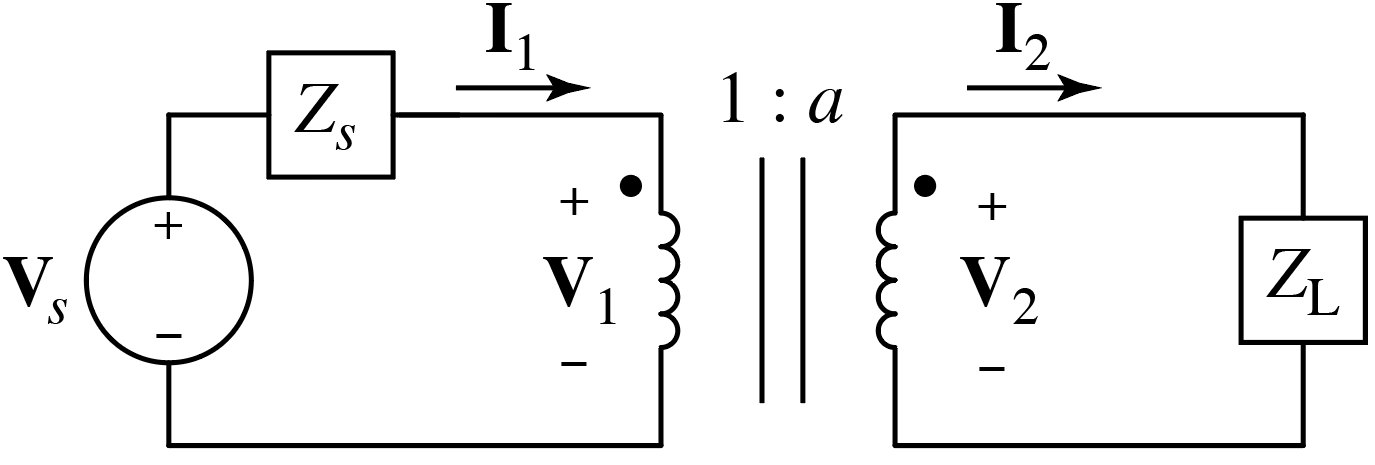 I1
I2
Zs
1 : a
+
+
+
Vs
V1
V2
ZL
−
−
−